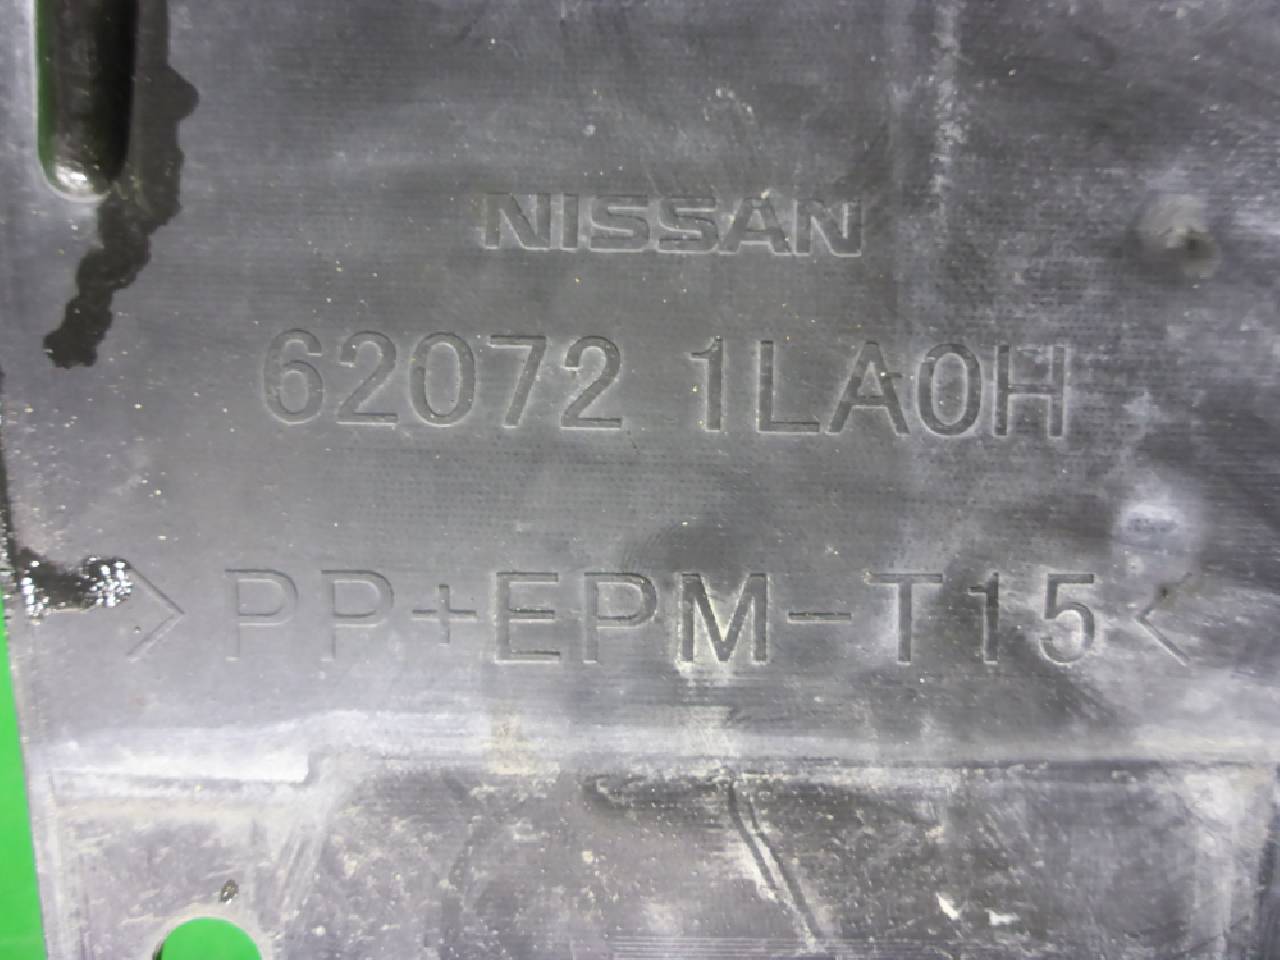 NISSAN
62072 1LA0H
>PP+EPM-T15<